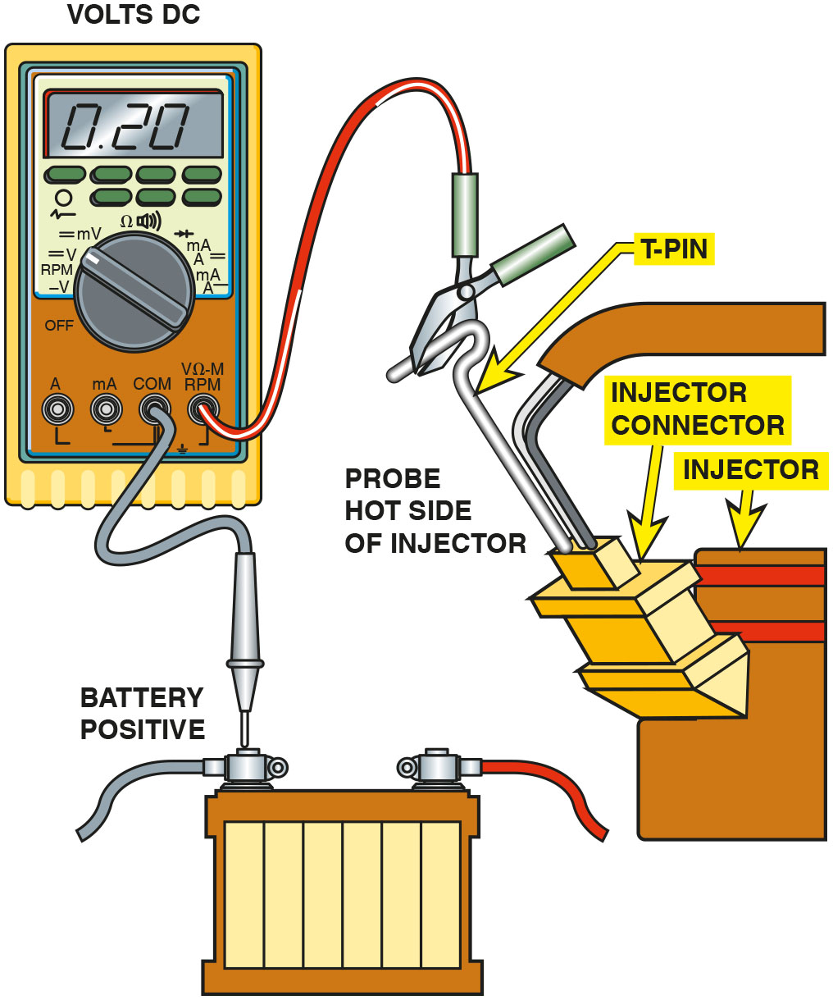 VOLTS DC
0.20
Ω
mV
V
RPM
–V
mA
A
mA
A
OFF
A
mA
COM
VΩ-M
RPM
T-PIN
INJECTOR
CONNECTOR
INJECTOR
PROBE
HOT SIDE
OF INJECTOR
BATTERY
POSITIVE